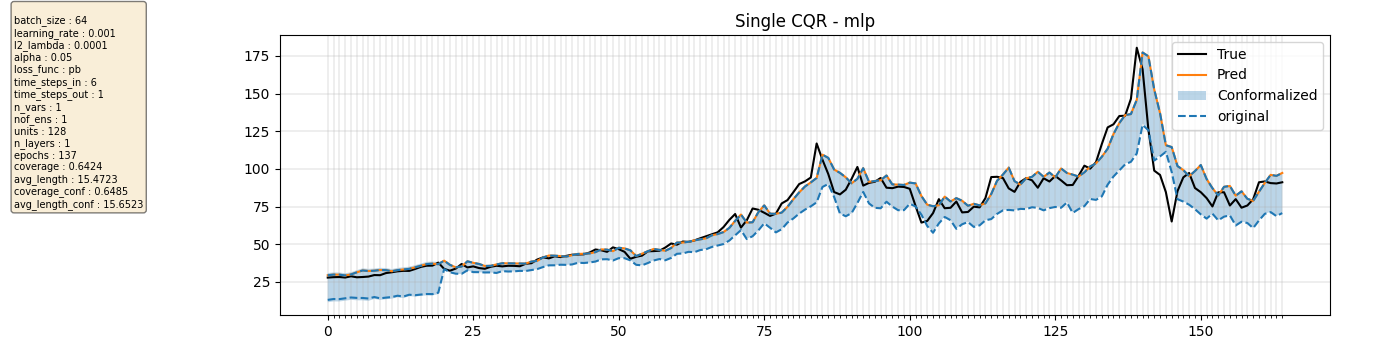 batch_size : 64
learning_rate : 0.001
l2_lambda : 0.0001
alpha : 0.05
loss_func : pb
time_steps_in : 6
time_steps_out : 1
n_vars : 1
nof_ens : 1
units : 128
n_layers : 1
epochs : 137
coverage : 0.6424
avg_length : 15.4723
coverage_conf : 0.6485
avg_length_conf : 15.6523
Single CQR - mlp
175
150
125
100
75
50
25
0 25 50 75 100 125 150
True
Pred
Conformalized
original